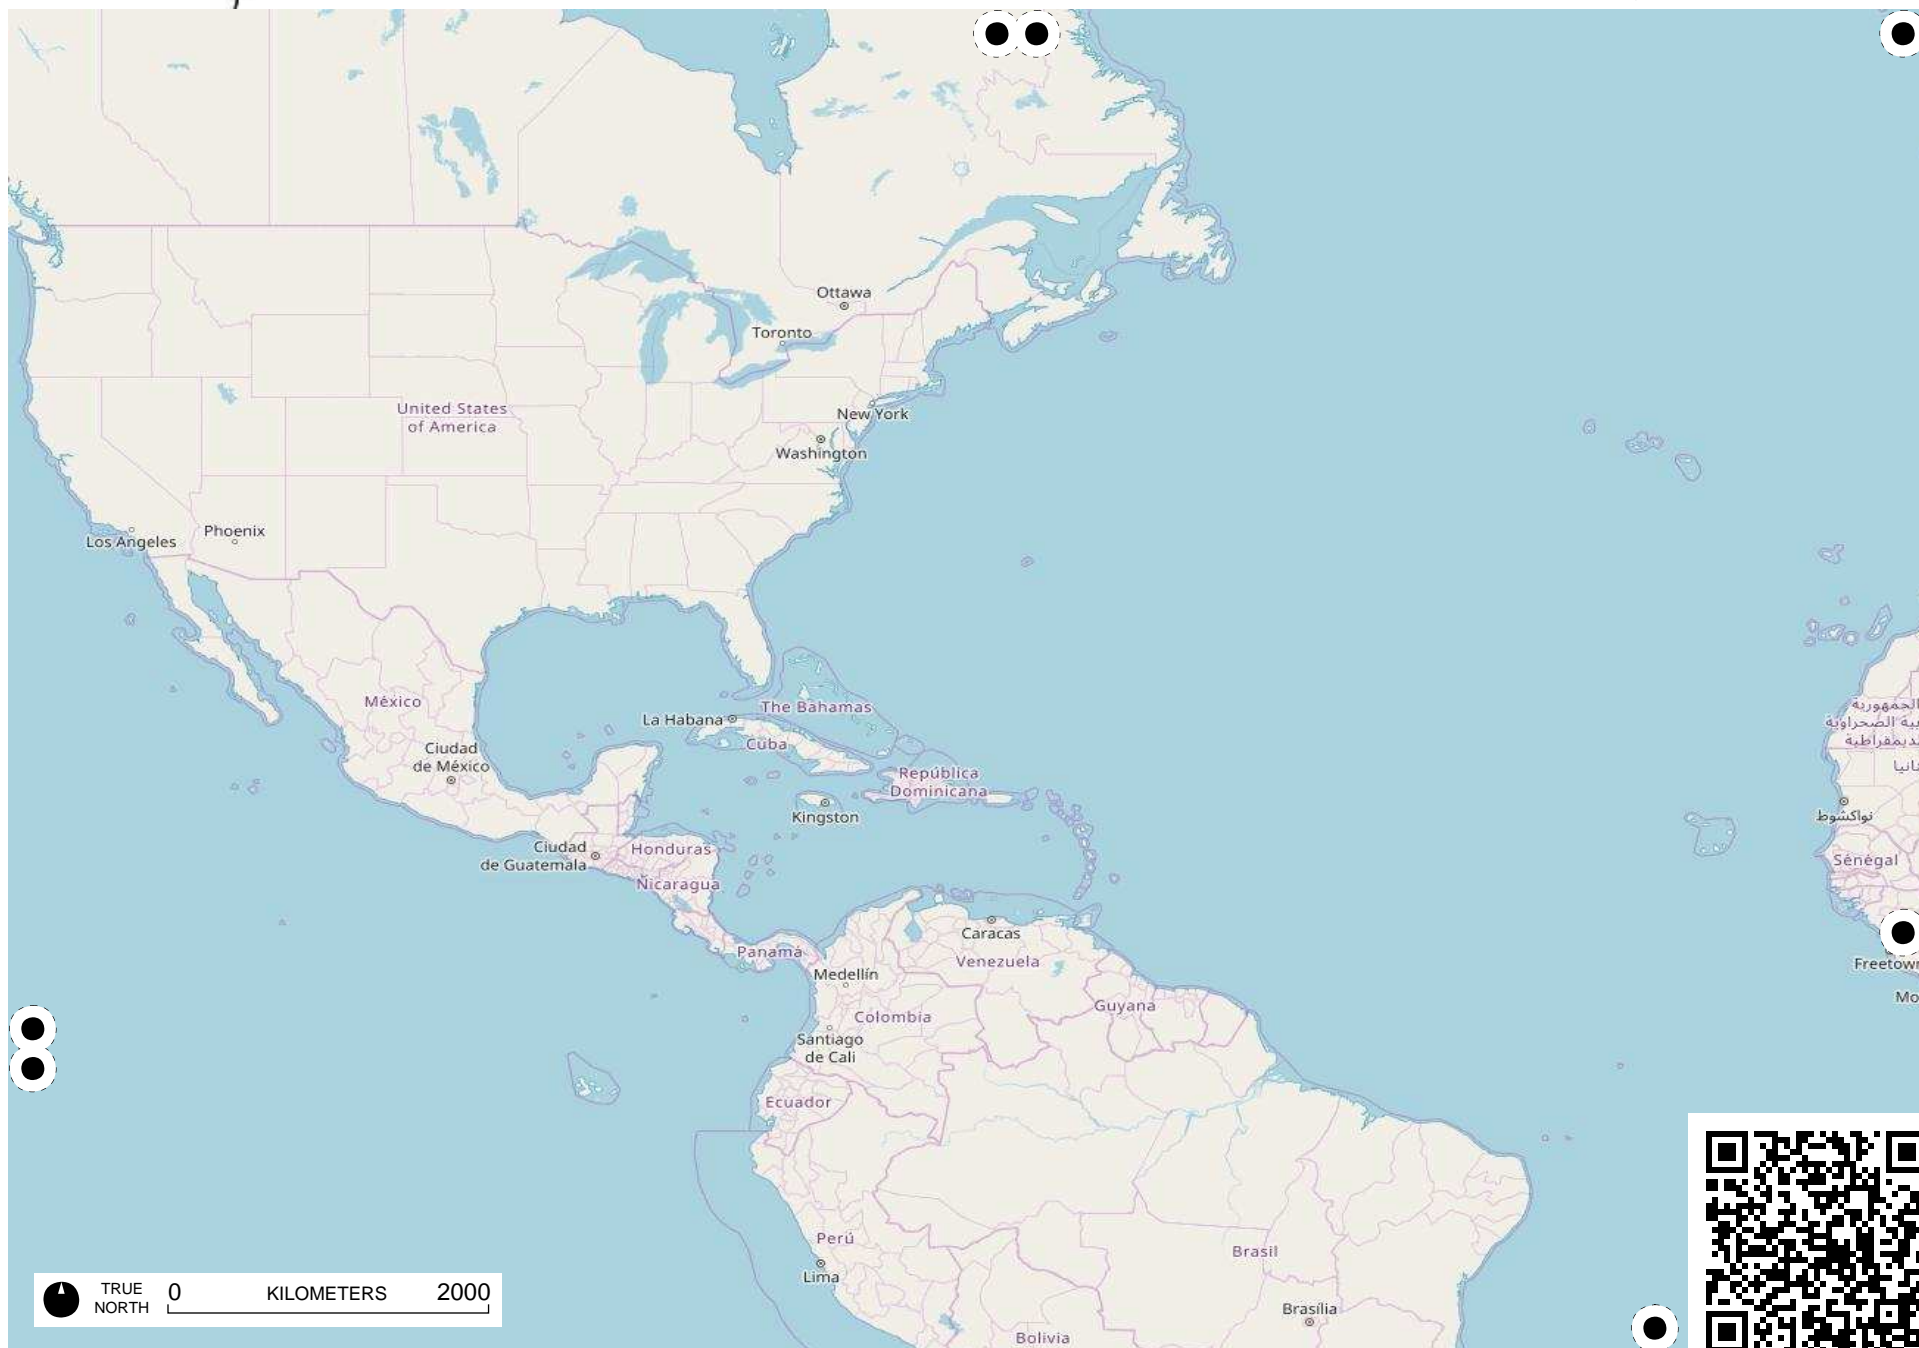 Ottawa
Toronto
United States
of America
New York
Washington
Los Angeles
Phoenix
México
La Habana
The Bahamas
Cuba
Ciudad
de México
República
Dominicana
Kingston
Ciudad
de Guatemala
Honduras
Nicaragua
نواكشوط
Sénégal
Caracas
Panamá
Venezuela
Medellín
Freetown
Guyana
Colombia
Santiago
de Cali
Ecuador
Perú
Brasil
Lima
Brasília
Bolivia
TRUE
NORTH
0 KILOMETERS 2000